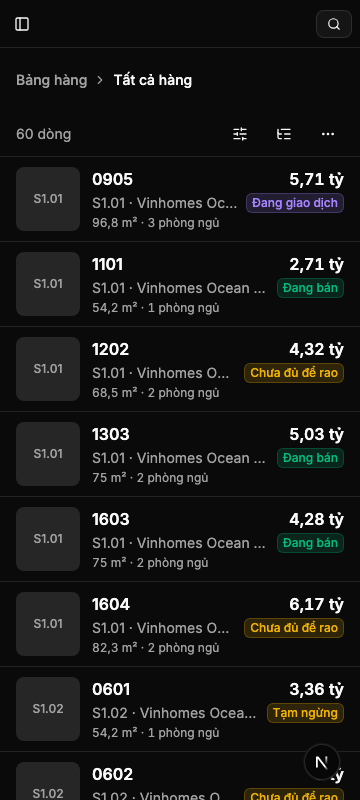 Bảng hàng > Tất cả hàng
60 dòng
S1.01
0905
5,71 tỷ
S1.01 · Vinhomes Oc...
Đang giao dịch
96,8 m² · 3 phòng ngủ
S1.01
1101
2,71 tỷ
S1.01 · Vinhomes Ocean ...
Đang bán
54,2 m² · 1 phòng ngủ
S1.01
1202
4,32 tỷ
S1.01 · Vinhomes O...
Chưa đủ để rao
68,5 m² · 2 phòng ngủ
S1.01
1303
5,03 tỷ
S1.01 · Vinhomes Ocean ...
Đang bán
75 m² · 2 phòng ngủ
S1.01
1603
4,28 tỷ
S1.01 · Vinhomes Ocean ...
Đang bán
75 m² · 2 phòng ngủ
S1.01
1604
6,17 tỷ
S1.01 · Vinhomes O...
Chưa đủ để rao
82,3 m² · 2 phòng ngủ
S1.02
0601
3,36 tỷ
S1.02 · Vinhomes Ocea...
Tạm ngừng
54,2 m² · 1 phòng ngủ
S1.02
0602
tỷ
S1.02 · Vinhomes O...
Chưa đủ để rao